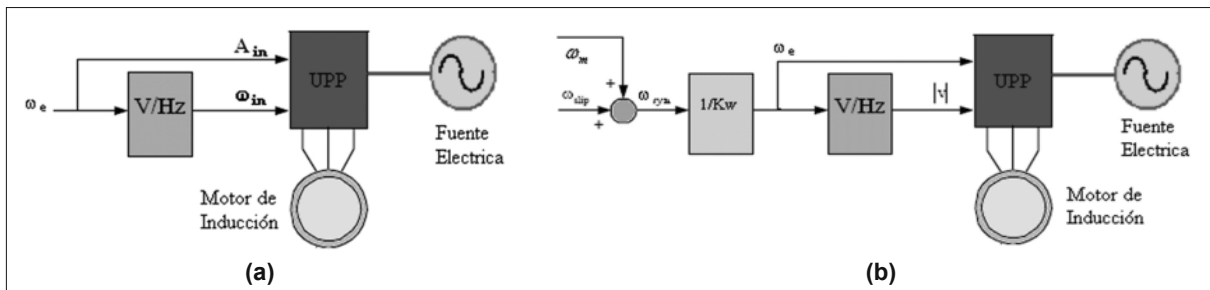 A in
UPP
ω e
V/Hz
ω in
Fuente
Electrica
Motor de
Inducción
(a)
ω m
ω slip
+
+
ω syn
1/Kw
ω e
V/Hz
|v|
UPP
Fuente
Electrica
Motor de
Inducción
(b)